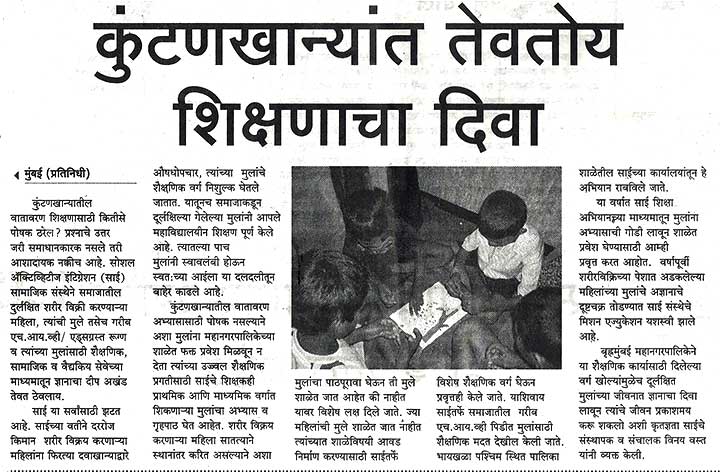 कुंटणखान्यांत तेवतोय
शिक्षणाचा दिवा
मुंबई (प्रतिनिधी)
कुंटणखान्यातील
वातावरण शिक्षणासाठी कितीसे
पोषक ठरेल? प्रश्नाचे उत्तर
जरी समाधानकारक नसले तरी
आशादायक नक्कीच आहे. सोशल
ॲक्टिव्हिटीज इंटिग्रेशन (साई)
सामाजिक संस्थेने समाजातील
दुर्लक्षित शरीर विक्री करणाऱ्या
महिला, त्यांची मुले तसेच गरीब
एच.आय.व्ही/ एड्सग्रस्त रूग्ण
व त्यांच्या मुलांसाठी शैक्षणिक,
सामाजिक व वैद्यकिय सेवेच्या
माध्यमातून ज्ञानाचा दीप अखंड
तेवत ठेवलाय.
साई या सर्वांसाठी झटत
आहे. साईच्या वतीने दररोज
किमान शरीर विक्रय करणाऱ्या
महिलांना फिरत्या दवाखान्याद्वारे
औषधोपचार, त्यांच्या मुलांचे
शैक्षणिक वर्ग निशुल्क घेतले
जातात. यातूनच समाजाकडून
दूर्लक्षिल्या गेलेल्या मुलांनी आपले
महाविद्यालयीन शिक्षण पूर्ण केले
आहे. त्यातल्या पाच
मुलांनी स्वावलंबी होऊन
स्वतःच्या आईला या दलदलीतून
बाहेर काढले आहे.
कुंटणखान्यातील वातावरण
अभ्यासासाठी पोषक नसल्याने
अशा मुलांना महानगरपालिकेच्या
शाळेत फक्त प्रवेश मिळवून न
देता त्यांच्या उज्वल शैक्षणिक
प्रगतीसाठी साईचे शिक्षकही
प्राथमिक आणि माध्यमिक वर्गात
शिकणाऱ्या मुलांचा अभ्यास व
गृहपाठ घेत आहेत. शरीर विक्रय
करणाऱ्या महिला सातत्याने
स्थानांतर करीत असल्याने अशा
मुलांचा पाठपूरावा घेऊन ती मुले
शाळेत जात आहेत की नाहीत
यावर विशेष लक्ष दिले जाते. ज्या
महिलांची मुले शाळेत जात नाहीत
त्यांच्यात शाळेविषयी आवड
निर्माण करण्यासाठी साईतर्फे
विशेष शैक्षणिक वर्ग घेऊन
प्रवृत्तही केले जाते. याशिवाय
साईतर्फे समाजातील गरीब
एच.आय.व्ही पिडीत मुलांसाठी
शैक्षणिक मदत देखील केली जाते.
भायखळा पश्चिम स्थित पालिका
शाळेतील साईच्या कार्यालयांतून हे
अभियान राबविले जाते.
या वर्षात साई शिक्षा
अभियानच्या माध्यमातून मुलांना
अभ्यासाची गोडी लावून शाळेत
प्रवेश घेण्यासाठी आम्ही
प्रवृत करत आहोत. वर्षापूर्वी
शरीरविक्रिच्या पेशात अडकलेल्या
महिलांच्या मुलांचे अज्ञानाचे
दुष्टचक्र तोडण्यात साई संस्थेचे
मिशन एज्युकेशन यशस्वी झाले
आहे.
बृहन्मुंबई महानगरपालिकेने
या शैक्षणिक कार्यासाठी दिलेल्या
वर्ग खोल्यांमुळेच दूर्लक्षित
मुलांच्या जीवनात ज्ञानाचा दिवा
लावून त्यांचे जीवन प्रकाशमय
करू शकलो अशी कृतज्ञता साईचे
संस्थापक व संचालक विनय वस्त
यांनी व्यक्त केली.